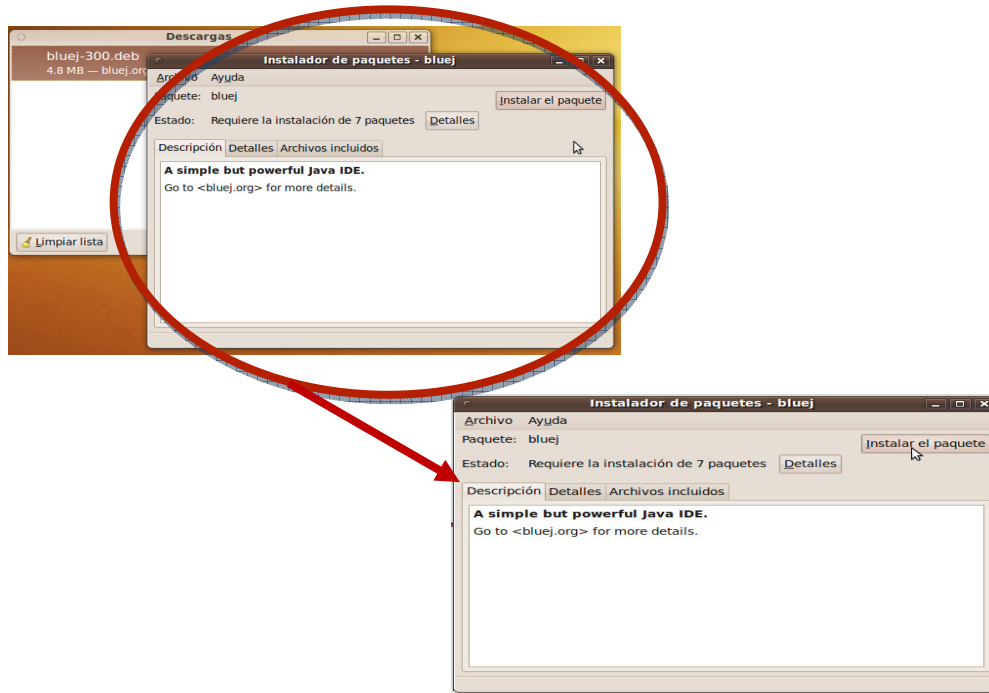 Descargas
bluej-300.deb
4.8 MB — bluej.org
Limpiar lista
Instalador de paquetes - bluej
Archivo Ayuda
Paquete: bluej
Instalar el paquete
Estado: Requiere la instalación de 7 paquetes Detalles
Descripción Detalles Archivos incluidos
A simple but powerful Java IDE.
Go to <bluej.org> for more details.
Instalador de paquetes - bluej
Archivo Ayuda
Paquete: bluej
Instalar el paquete
Estado: Requiere la instalación de 7 paquetes Detalles
Descripción Detalles Archivos incluidos
A simple but powerful Java IDE.
Go to <bluej.org> for more details.